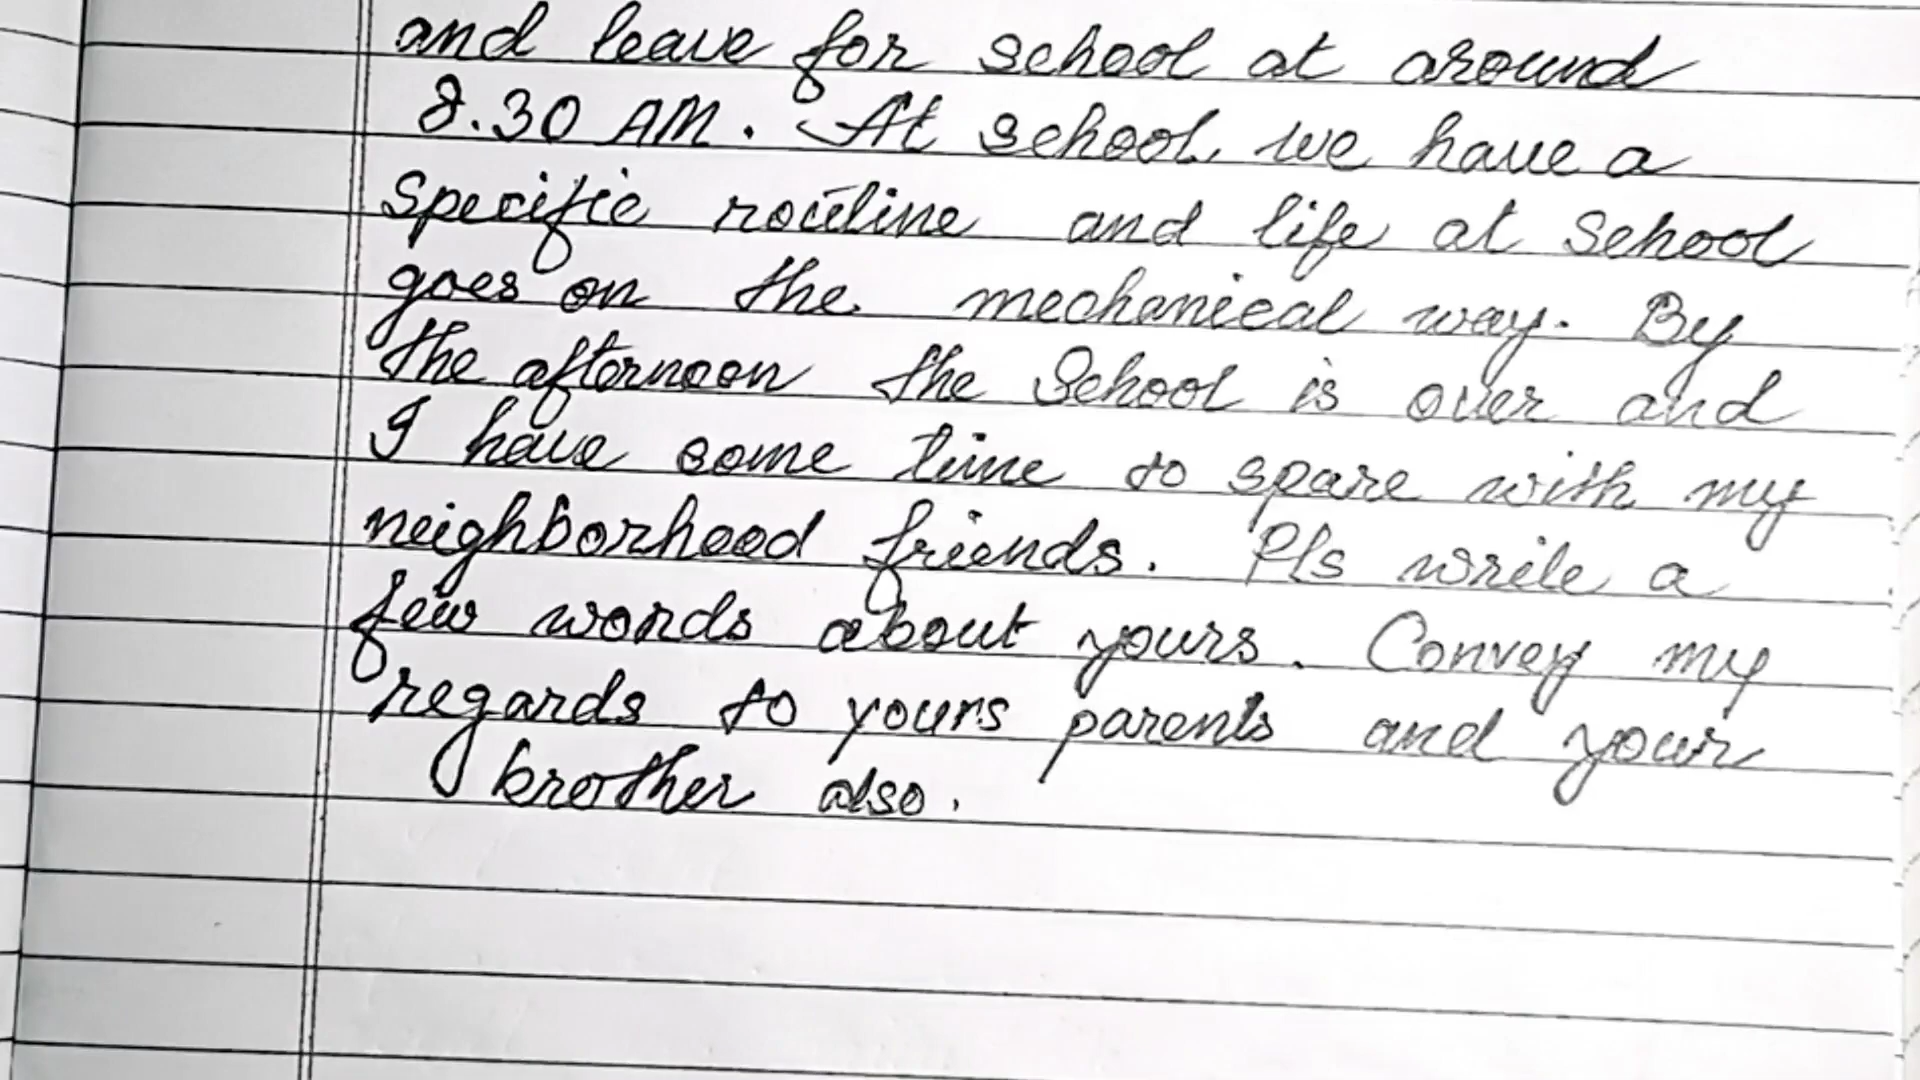 and leave for school at around
8.30 AM. At school, we have a
specific routine and life at School
goes on the mechanical way. By
the afternoon the School is over and
I have some time to spare with my
neighborhood friends. Pls write a
few words about yours. Convey my
regards to yours parents and your
brother also.